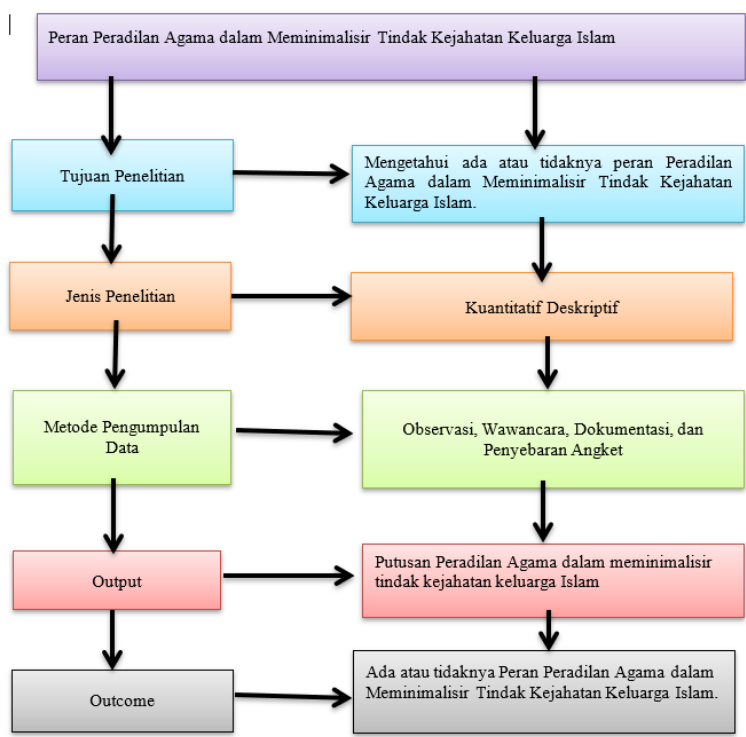 Peran Peradilan Agama dalam Meminimalisir Tindak Kejahatan Keluarga Islam
Tujuan Penelitian
Mengetahui ada atau tidaknya peran Peradilan
Agama dalam Meminimalisir Tindak Kejahatan
Keluarga Islam.
Jenis Penelitian
Kuantitatif Deskriptif
Metode Pengumpulan
Data
Observasi, Wawancara, Dokumentasi, dan
Penyebaran Angket
Output
Putusan Peradilan Agama dalam meminimalisir
tindak kejahatan keluarga Islam
Outcome
Ada atau tidaknya Peran Peradilan Agama dalam
Meminimalisir Tindak Kejahatan Keluarga Islam.